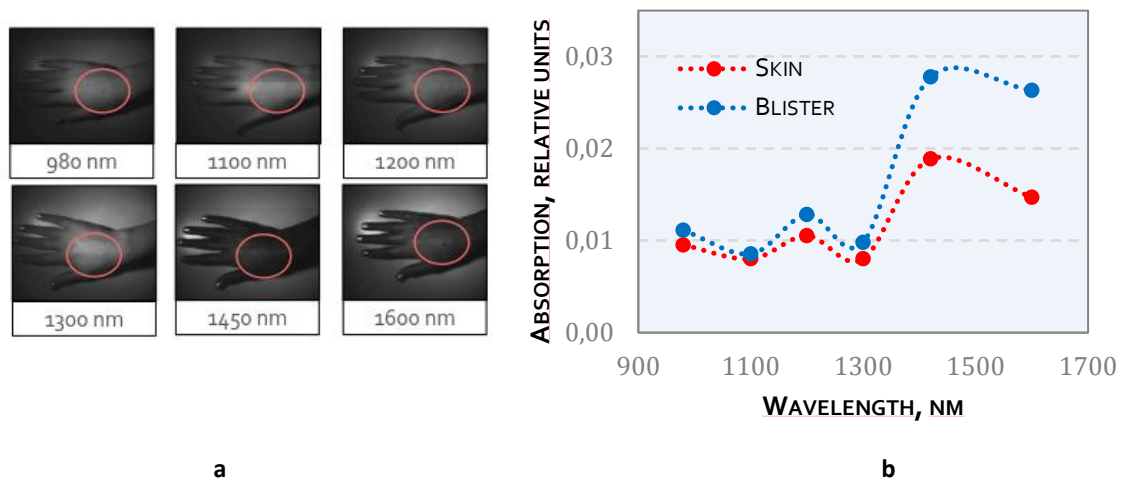 980 nm
1100 nm
1200 nm
1300 nm
1450 nm
1600 nm
a
ABSORPTION, RELATIVE UNITS
0,03
0,02
0,01
0,00
SKIN
BLISTER
900 1100 1300 1500 1700
WAVELENGTH, NM
b